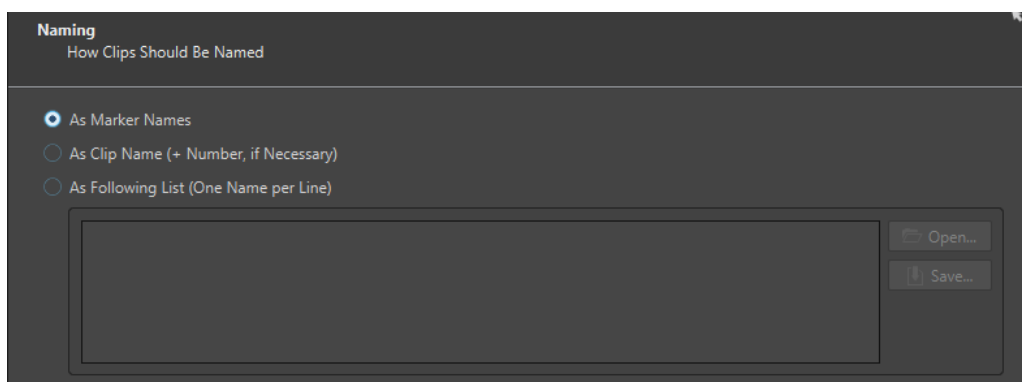 Naming
How Clips Should Be Named
As Marker Names
As Clip Name (+ Number, if Necessary)
As Following List (One Name per Line)
Open...
Save...